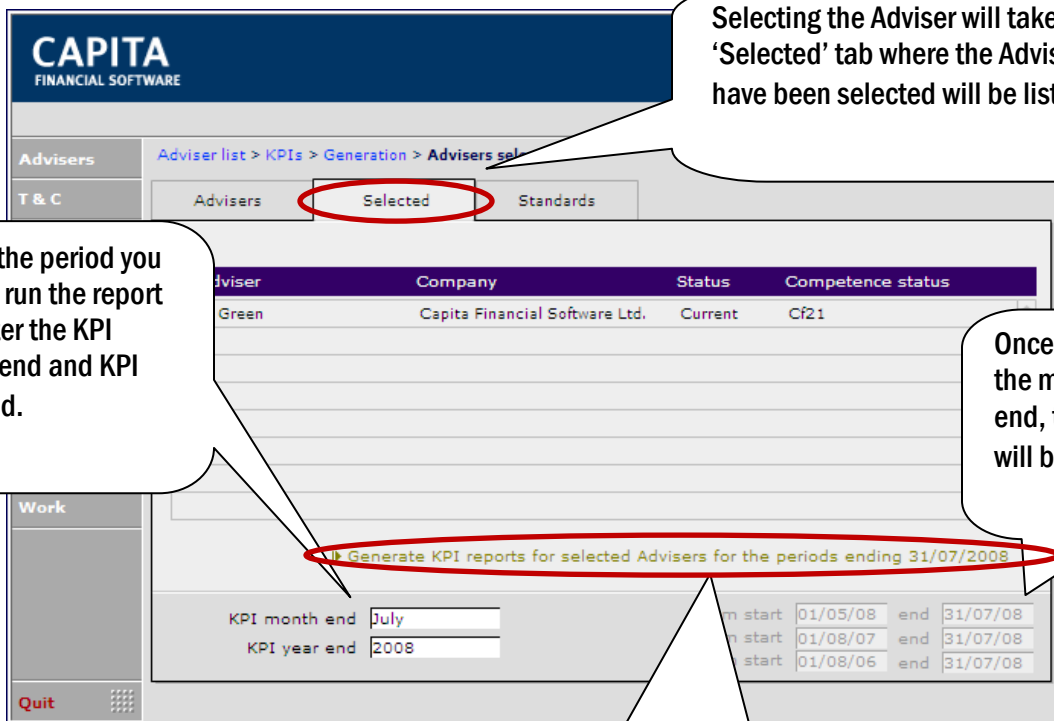 CAPITA
FINANCIAL SOFTWARE
Selecting the Adviser will take
'Selected' tab where the
have been selected will be
Advisers
T & C
Adviser list > KPIs > Generation > Advisers
Advisers
Selected
Standards
the period you
run the report
the KPI
end and KPI
Company
Status
Competence status
Green
Capita Financial Software Ltd.
Current
Cf21
Once
the
end,
will
Work
Generate KPI reports for selected Advisers for the periods ending 31/07/2008
KPI month end July
KPI year end 2008
start 01/05/08 end 31/07/08
start 01/08/07 end 31/07/08
start 01/08/06 end 31/07/08
Quit